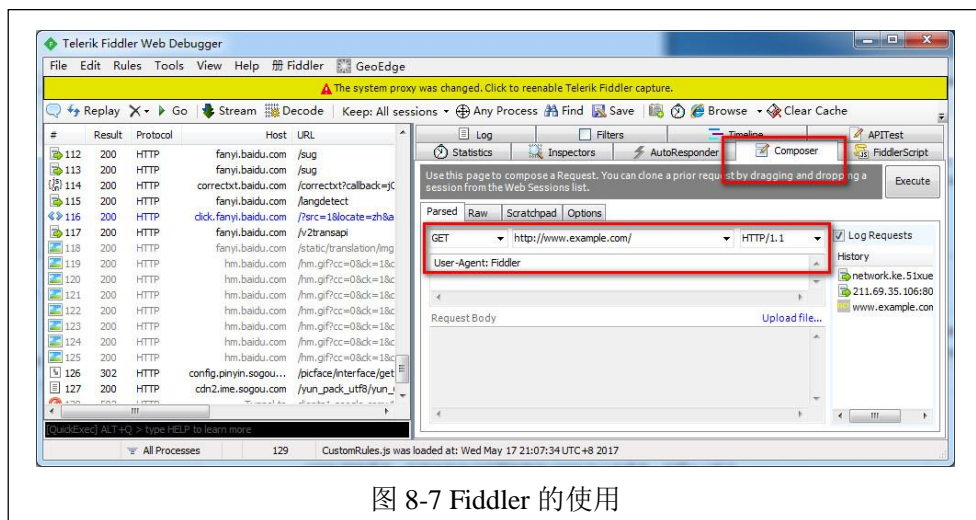 Telerik Fiddler Web Debugger
File Edit Rules Tools View Help 册 Fiddler GeoEdge
The system proxy was changed. Click to reenable Telerik Fiddler capture.
Replay X Go Stream Decode Keep: All sessions Any Process Find Save Browse Clear Cache
# Result Protocol Host URL
112 200 HTTP fanyi.baidu.com /sug
113 200 HTTP fanyi.baidu.com /sug
114 200 HTTP correctxt.baidu.com /correctxt?callback=jQ
115 200 HTTP fanyi.baidu.com /langdetect
116 200 HTTP click.fanyi.baidu.com /?src=1&locate=zh&a
117 200 HTTP fanyi.baidu.com /v2transapi
118 200 HTTP fanyi.baidu.com /static/translation/img
119 200 HTTP hm.baidu.com /hm.gif?cc=0&ck=1&c
120 200 HTTP hm.baidu.com /hm.gif?cc=0&ck=1&c
121 200 HTTP hm.baidu.com /hm.gif?cc=0&ck=1&c
122 200 HTTP hm.baidu.com /hm.gif?cc=0&ck=1&c
123 200 HTTP hm.baidu.com /hm.gif?cc=0&ck=1&c
124 200 HTTP hm.baidu.com /hm.gif?cc=0&ck=1&c
125 200 HTTP hm.baidu.com /hm.gif?cc=0&ck=1&c
126 302 HTTP config.pinyin.sogou... /picface/interface/get
127 200 HTTP cdn2.ime.sogou.com /yun_pack_utf8/yun_
[QuickExec] ALT+Q > type HELP to learn more
Log Filters Timeline APITest
Statistics Inspectors AutoResponder Composer FiddlerScript
Use this page to compose a Request. You can clone a prior request by dragging and dropping a
session from the Web Sessions list.
Execute
Parsed Raw Scratchpad Options
GET http://www.example.com/ HTTP/1.1
User-Agent: Fiddler
Request Body Upload file...
Log Requests
History
network.ke.51xue
211.69.35.106:80
www.example.con
All Processes 129 CustomRules.js was loaded at: Wed May 17 21:07:34 UTC+8 2017
图 8-7 Fiddler 的使用